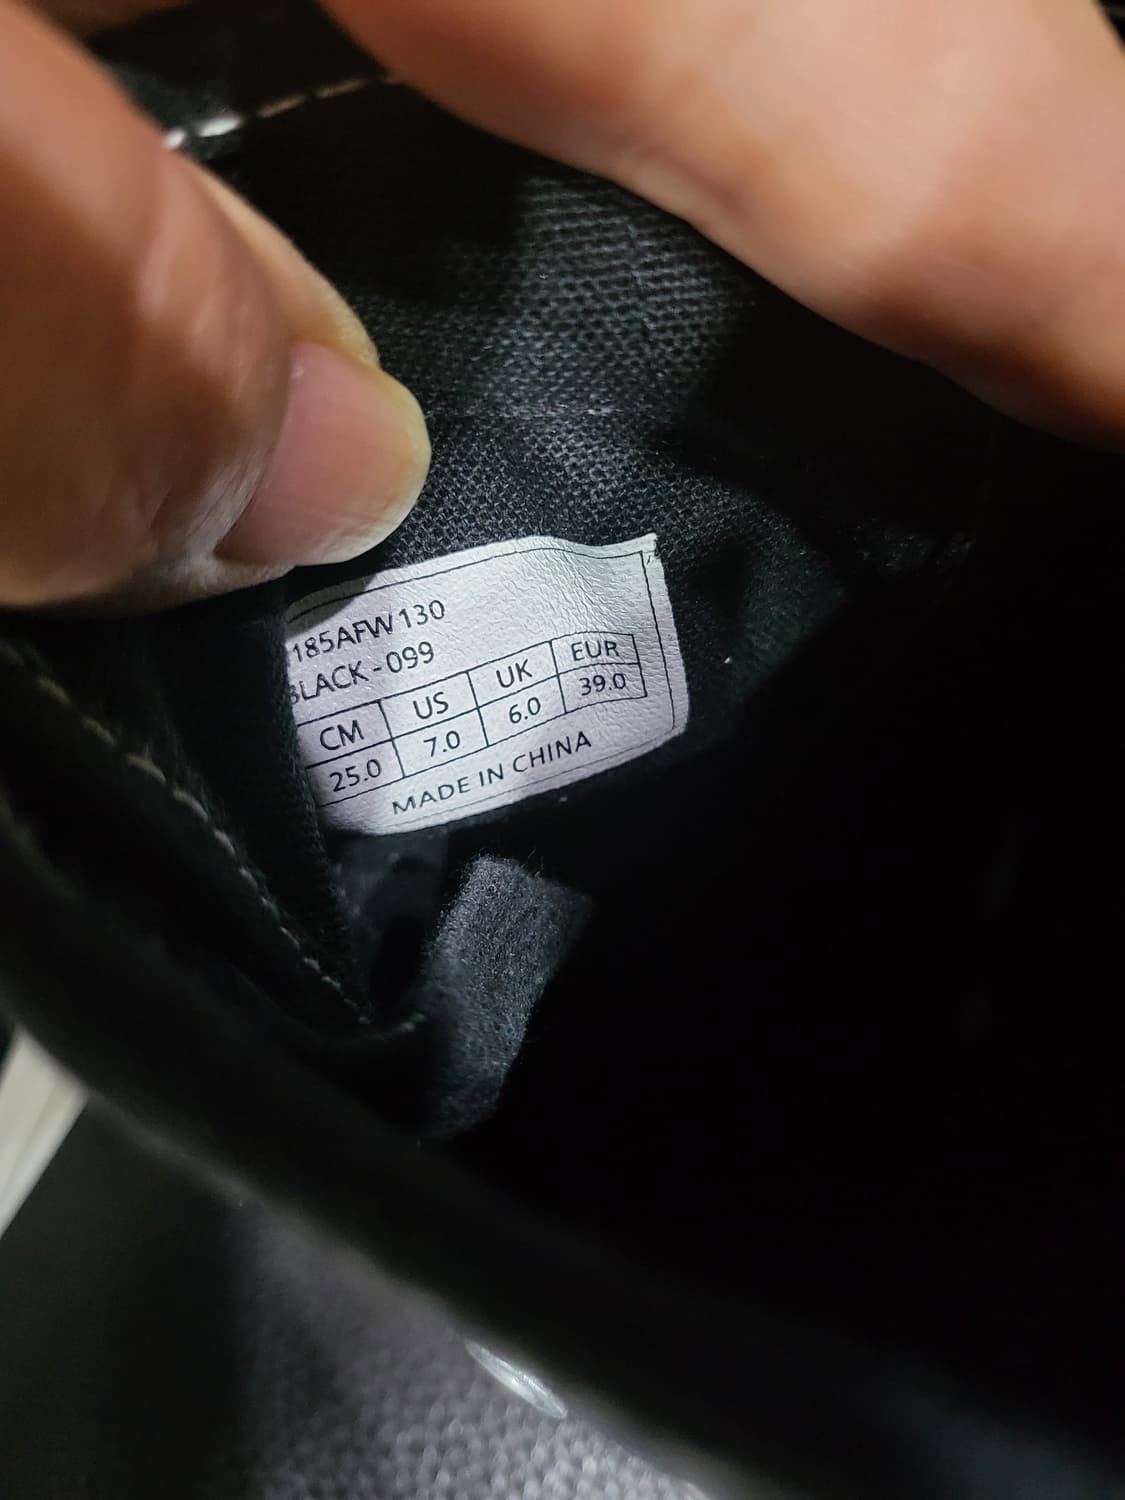 185AFW130
BLACK - 099
CM US UK EUR
25.0 7.0 6.0 39.0
MADE IN CHINA